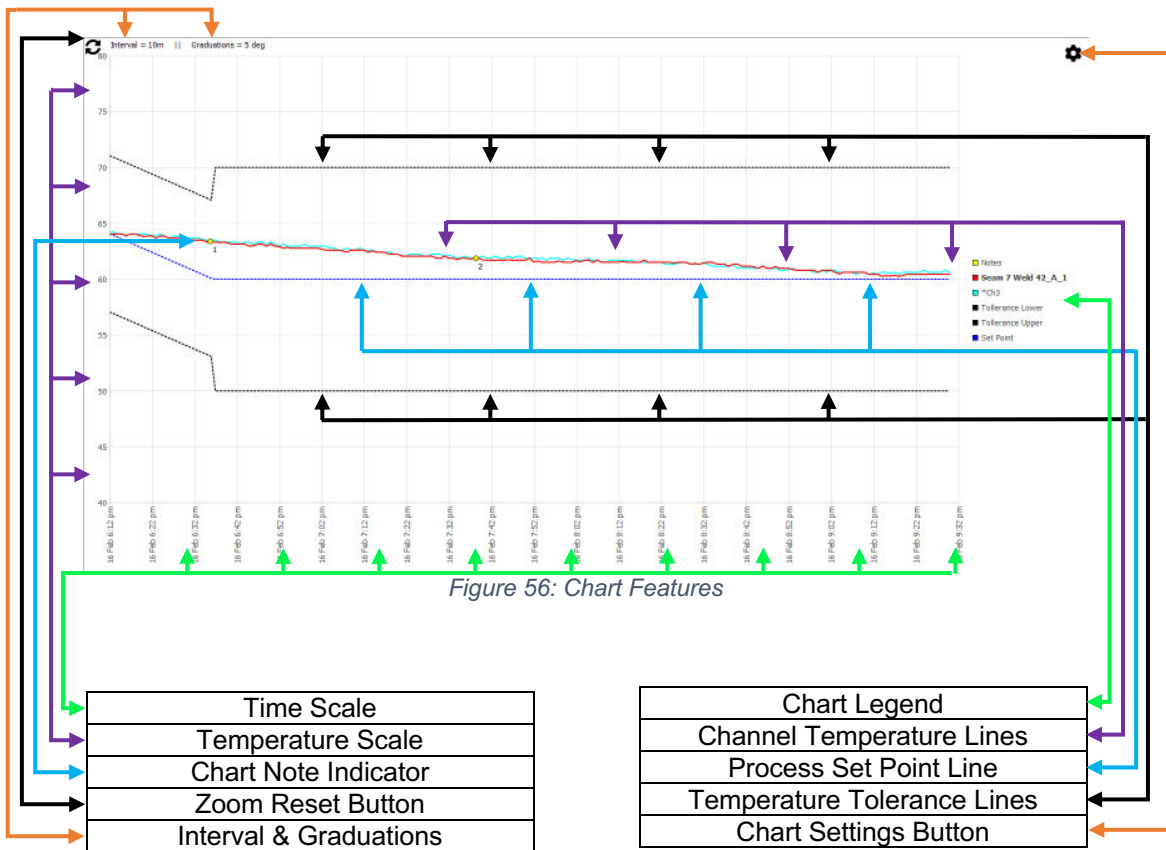 Interval = 10m || Graduations = 5 deg
80
75
70
65
60
55
50
45
40
1
2
Notes
Seam 7 Weld 42_A_1
*Ch3
Tollerance Lower
Tollerance Upper
Set Point
16 Feb 6:12 pm
16 Feb 6:22 pm
16 Feb 6:32 pm
16 Feb 6:42 pm
16 Feb 6:52 pm
16 Feb 7:02 pm
16 Feb 7:12 pm
16 Feb 7:22 pm
16 Feb 7:32 pm
16 Feb 7:42 pm
16 Feb 7:52 pm
16 Feb 8:02 pm
16 Feb 8:12 pm
16 Feb 8:22 pm
16 Feb 8:32 pm
16 Feb 8:42 pm
16 Feb 8:52 pm
16 Feb 9:02 pm
16 Feb 9:12 pm
16 Feb 9:22 pm
16 Feb 9:32 pm
Figure 56: Chart Features
Time Scale
Temperature Scale
Chart Note Indicator
Zoom Reset Button
Interval & Graduations
Chart Legend
Channel Temperature Lines
Process Set Point Line
Temperature Tolerance Lines
Chart Settings Button